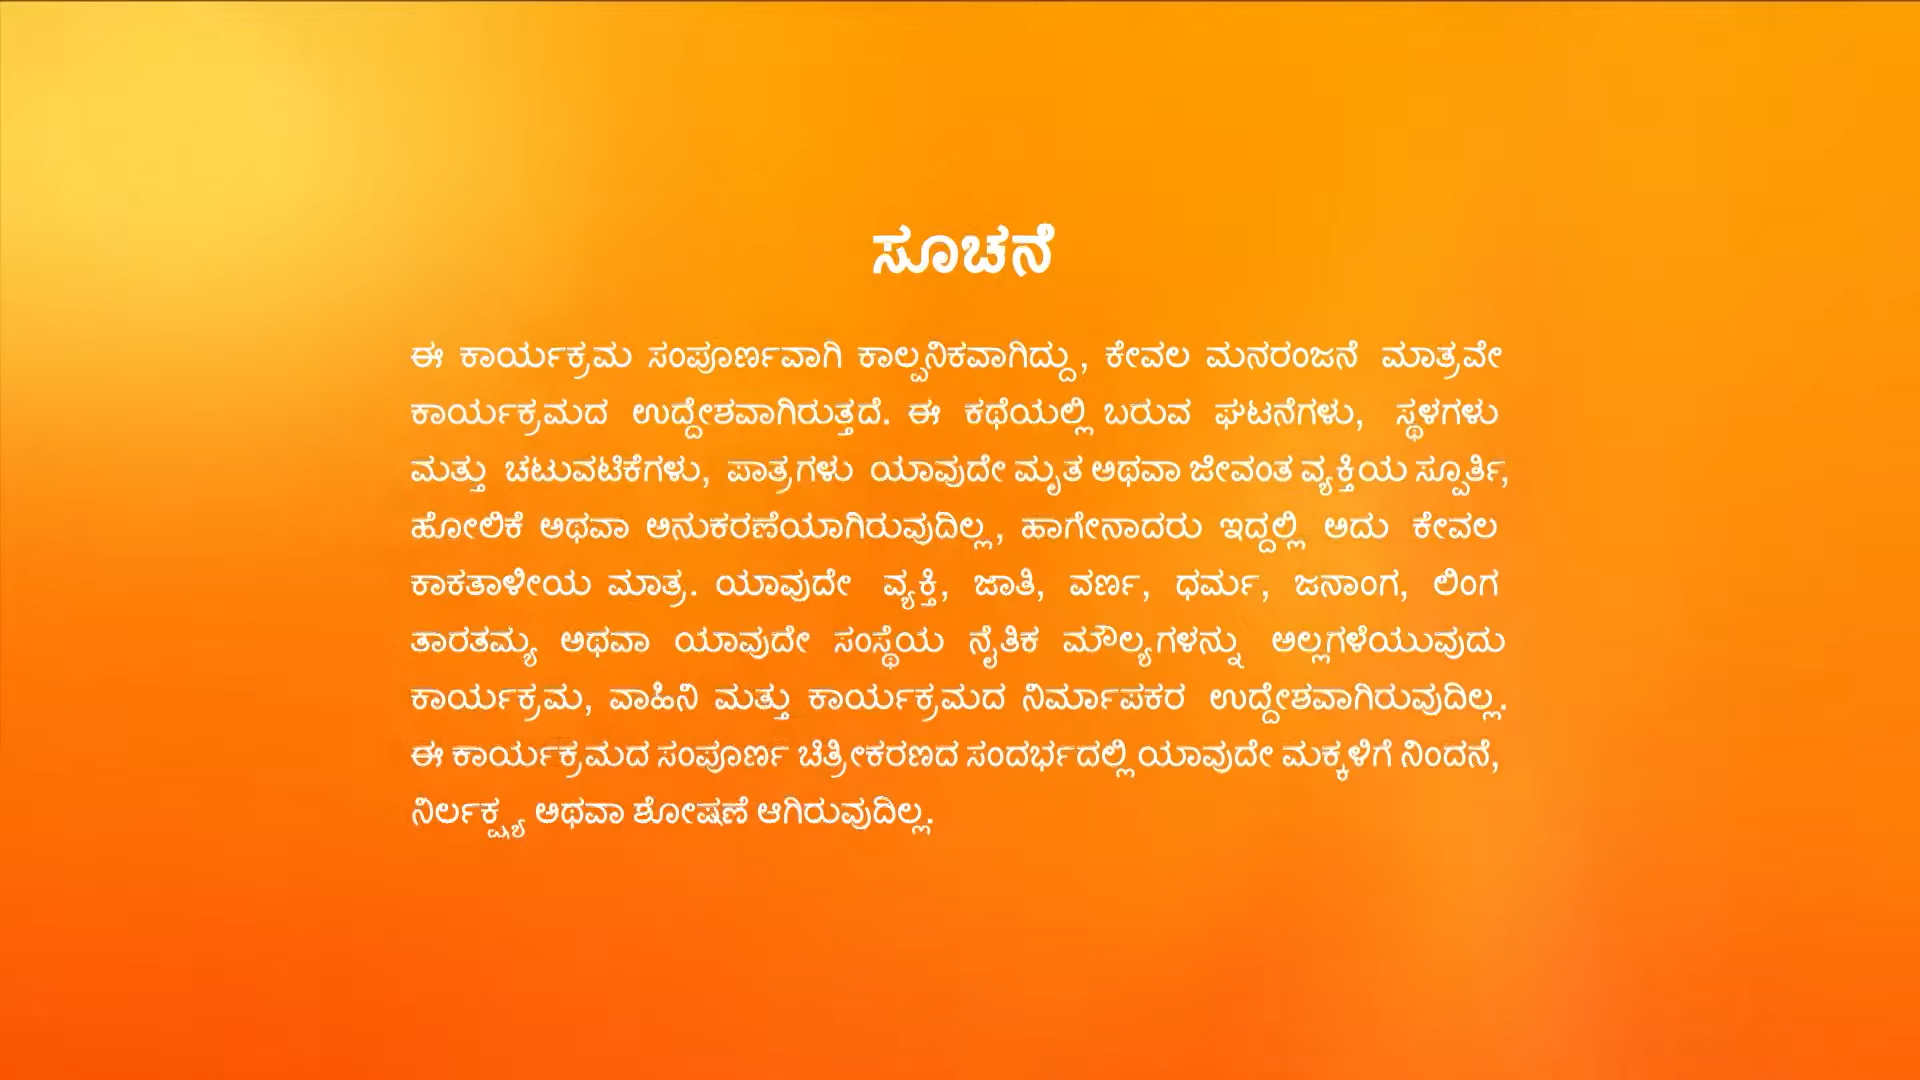 ಸೂಚನೆ
ಈ ಕಾರ್ಯಕ್ರಮ ಸಂಪೂರ್ಣವಾಗಿ ಕಾಲ್ಪನಿಕವಾಗಿದ್ದು, ಕೇವಲ ಮನರಂಜನೆ ಮಾತ್ರವೇ
ಕಾರ್ಯಕ್ರಮದ ಉದ್ದೇಶವಾಗಿರುತ್ತದೆ. ಈ ಕಥೆಯಲ್ಲಿ ಬರುವ ಘಟನೆಗಳು, ಸ್ಥಳಗಳು
ಮತ್ತು ಚಟುವಟಿಕೆಗಳು, ಪಾತ್ರಗಳು ಯಾವುದೇ ಮೃತ ಅಥವಾ ಜೀವಂತ ವ್ಯಕ್ತಿಯ ಸ್ಪೂರ್ತಿ,
ಹೋಲಿಕೆ ಅಥವಾ ಅನುಕರಣೆಯಾಗಿರುವುದಿಲ್ಲ, ಹಾಗೇನಾದರು ಇದ್ದಲ್ಲಿ ಅದು ಕೇವಲ
ಕಾಕತಾಳೀಯ ಮಾತ್ರ. ಯಾವುದೇ ವ್ಯಕ್ತಿ, ಜಾತಿ, ವರ್ಣ, ಧರ್ಮ, ಜನಾಂಗ, ಲಿಂಗ
ತಾರತಮ್ಯ ಅಥವಾ ಯಾವುದೇ ಸಂಸ್ಥೆಯ ನೈತಿಕ ಮೌಲ್ಯಗಳನ್ನು ಅಲ್ಲಗಳೆಯುವುದು
ಕಾರ್ಯಕ್ರಮ, ವಾಹಿನಿ ಮತ್ತು ಕಾರ್ಯಕ್ರಮದ ನಿರ್ಮಾಪಕರ ಉದ್ದೇಶವಾಗಿರುವುದಿಲ್ಲ.
ಈ ಕಾರ್ಯಕ್ರಮದ ಸಂಪೂರ್ಣ ಚಿತ್ರೀಕರಣದ ಸಂದರ್ಭದಲ್ಲಿ ಯಾವುದೇ ಮಕ್ಕಳಿಗೆ ನಿಂದನೆ,
ನಿರ್ಲಕ್ಷ್ಯ ಅಥವಾ ಶೋಷಣೆ ಆಗಿರುವುದಿಲ್ಲ.